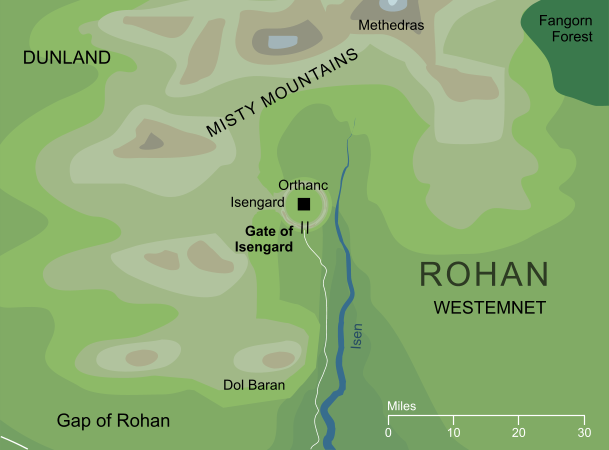 Methedras
Fangorn
Forest
DUNLAND
MISTY MOUNTAINS
Orthanc
Isengard
Gate of
Isengard
ROHAN
WESTEMNET
Isen
Dol Baran
Gap of Rohan
Miles
0 10 20 30